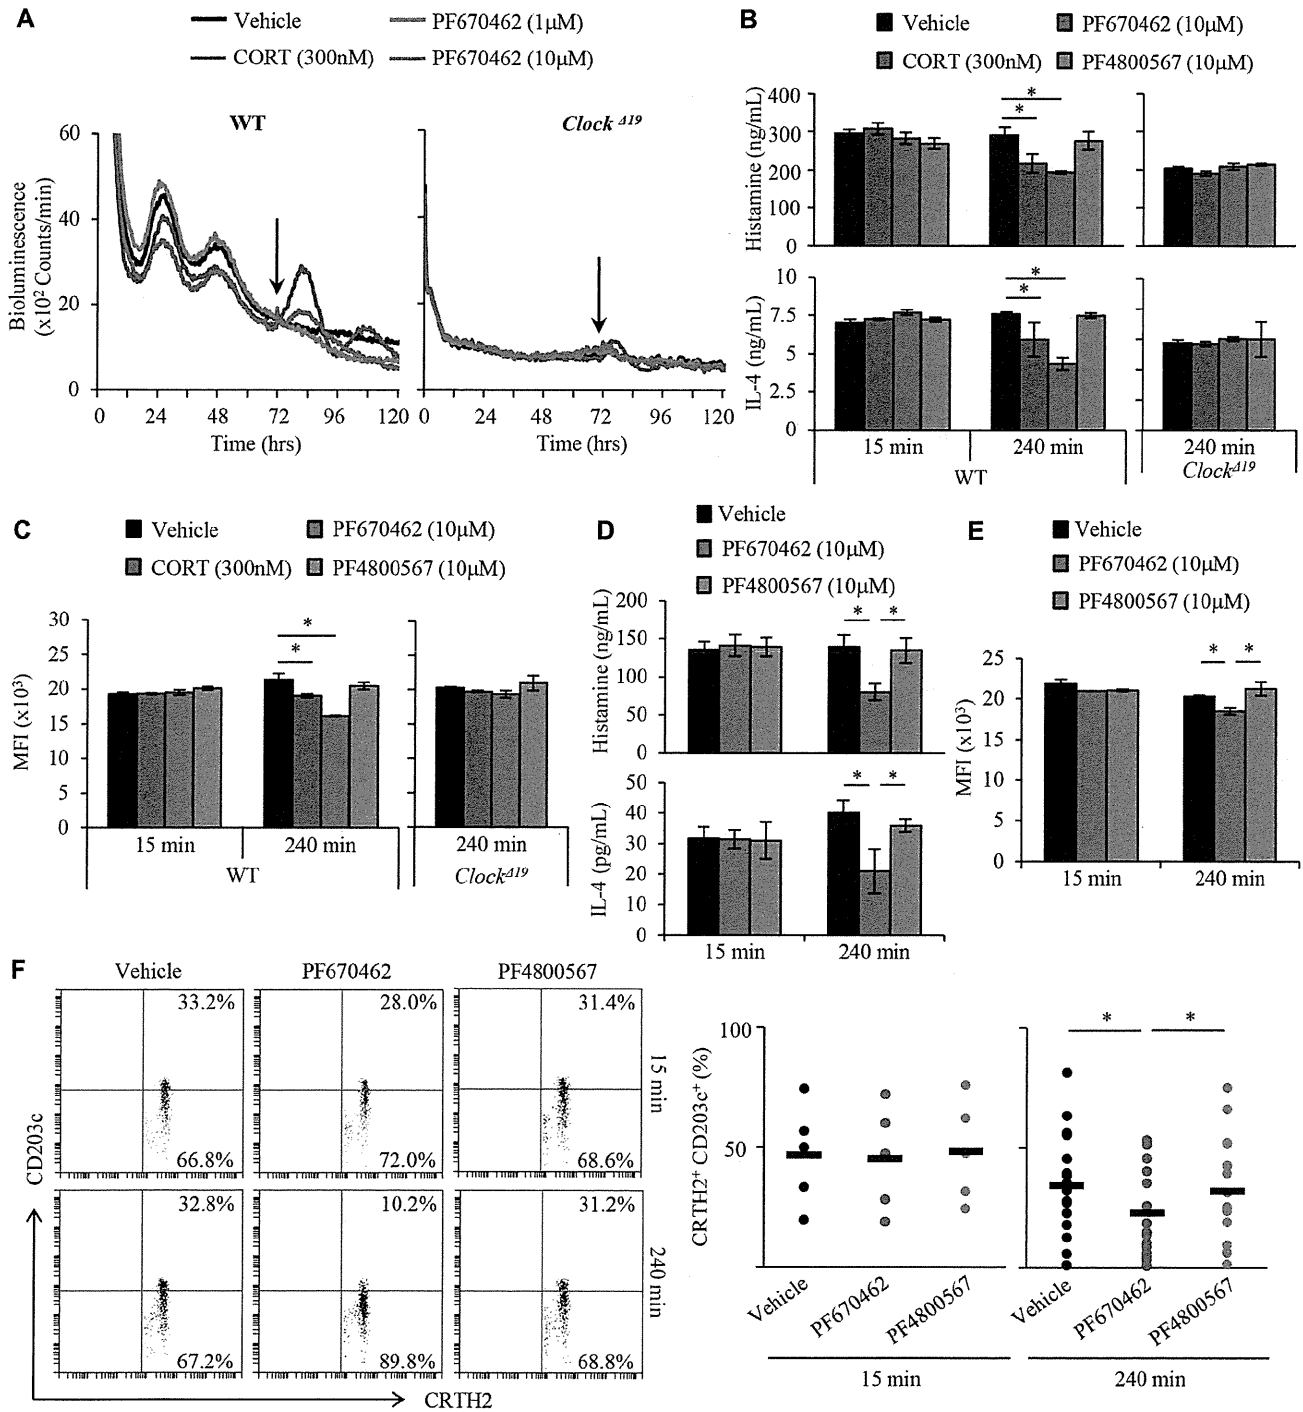 A
Vehicle
PF670462 (1μM)
CORT (300nM)
PF670462 (10μM)
WT
Clock Δ19
Bioluminescence
(x10² Counts/min)
60
40
20
0
0 24 48 72 96 120
0 24 48 72 96 120
Time (hrs)
Time (hrs)
B
Vehicle
PF670462 (10μM)
CORT (300nM)
PF4800567 (10μM)
Histamine (ng/mL)
400
300
200
100
0
* *
IL-4 (ng/mL)
10
7.5
5
2.5
0
* *
15 min
240 min
240 min
WT
Clock Δ19
C
Vehicle
PF670462 (10μM)
CORT (300nM)
PF4800567 (10μM)
MFI (x10³)
30
25
20
15
10
5
0
* *
15 min
240 min
240 min
WT
Clock Δ19
D
Vehicle
PF670462 (10μM)
PF4800567 (10μM)
Histamine (ng/mL)
200
150
100
50
0
* *
IL-4 (pg/mL)
50
40
30
20
10
0
* *
15 min
240 min
E
Vehicle
PF670462 (10μM)
PF4800567 (10μM)
MFI (x10³)
25
20
15
10
5
0
* *
15 min
240 min
F
Vehicle
PF670462
PF4800567
33.2%
28.0%
31.4%
66.8%
72.0%
68.6%
15 min
32.8%
10.2%
31.2%
67.2%
89.8%
68.8%
240 min
CD203c
CRTH2
CRTH2⁺ CD203c⁺ (%)
100
50
* *
Vehicle
PF670462
PF4800567
Vehicle
PF670462
PF4800567
15 min
240 min